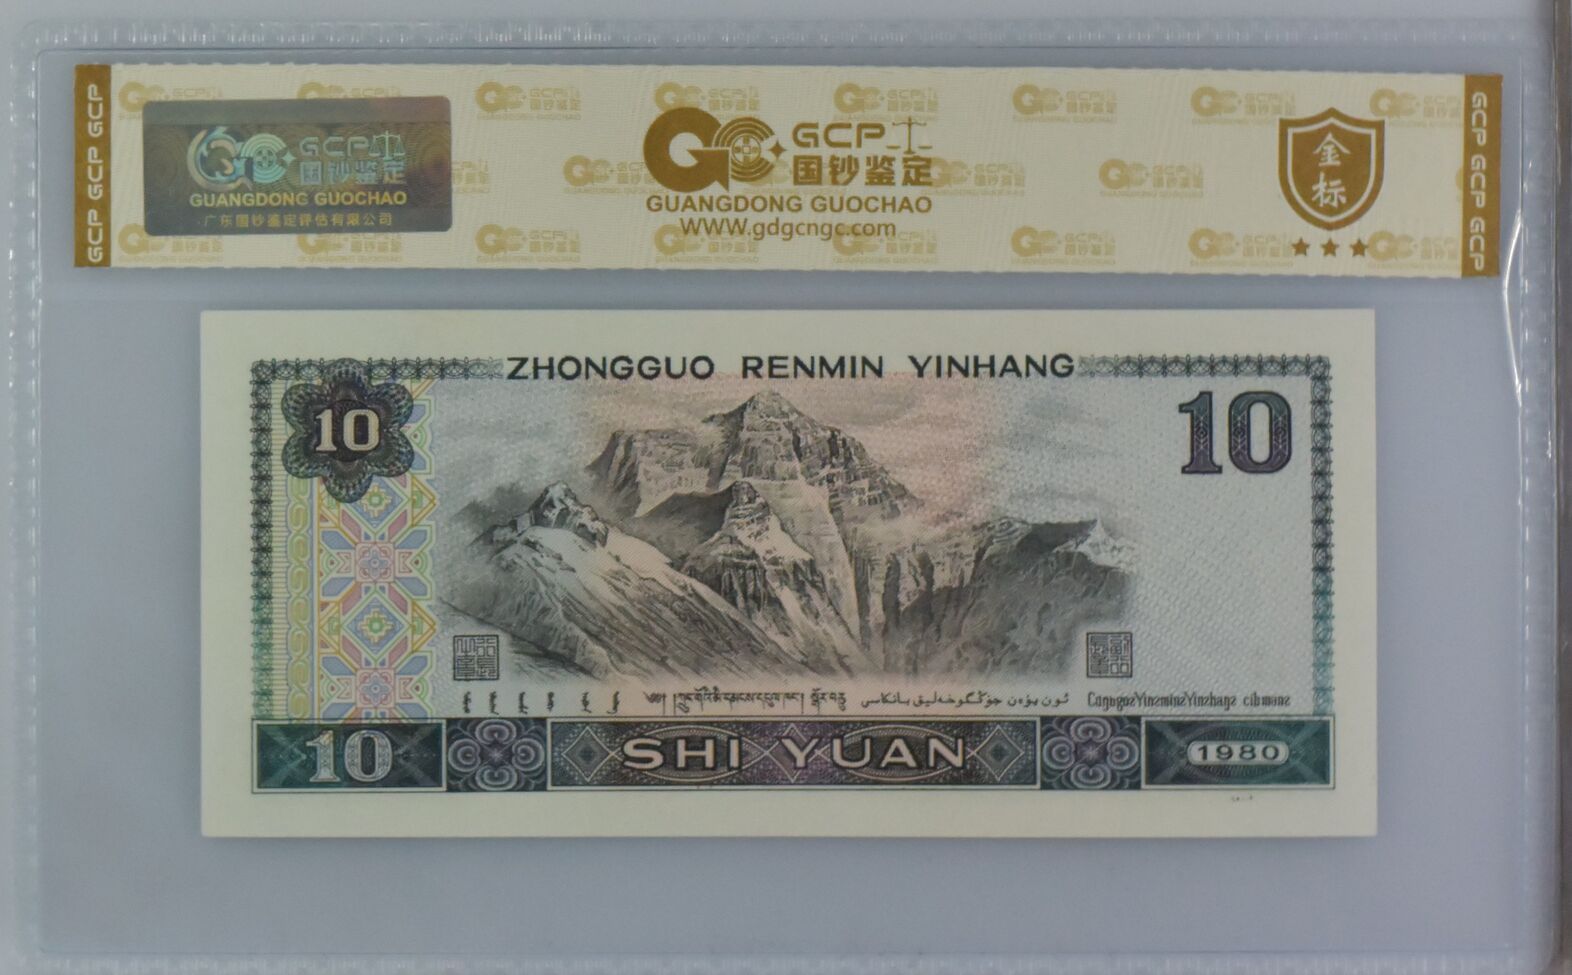 GCP GCP GCP
GCP
国钞鉴定
GUANGDONG GUOCHAO
广东国钞鉴定评估有限公司
GCP
国钞鉴定
GUANGDONG GUOCHAO
WWW.gdgcngc.com
金标
GCP GCP GCP
ZHONGGUO RENMIN YINHANG
10
10
10
SHI YUAN
1980